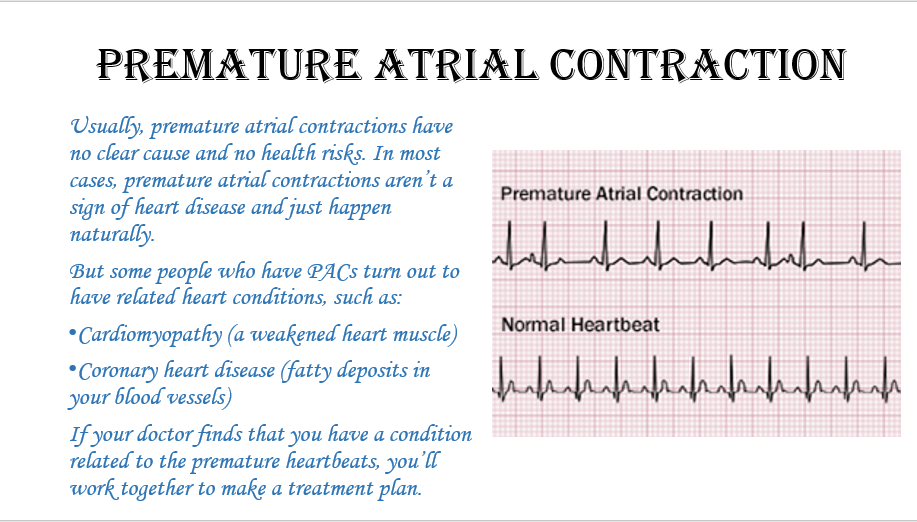 PREMATURE ATRIAL CONTRACTION
Usually, premature atrial contractions have
no clear cause and no health risks. In most
cases, premature atrial contractions aren't a
sign of heart disease and just happen
naturally.
But some people who have PACs turn out to
have related heart conditions, such as:
•Cardiomyopathy (a weakened heart muscle)
•Coronary heart disease (fatty deposits in
your blood vessels)
If your doctor finds that you have a condition
related to the premature heartbeats, you'll
work together to make a treatment plan.
Premature Atrial Contraction
Normal Heartbeat